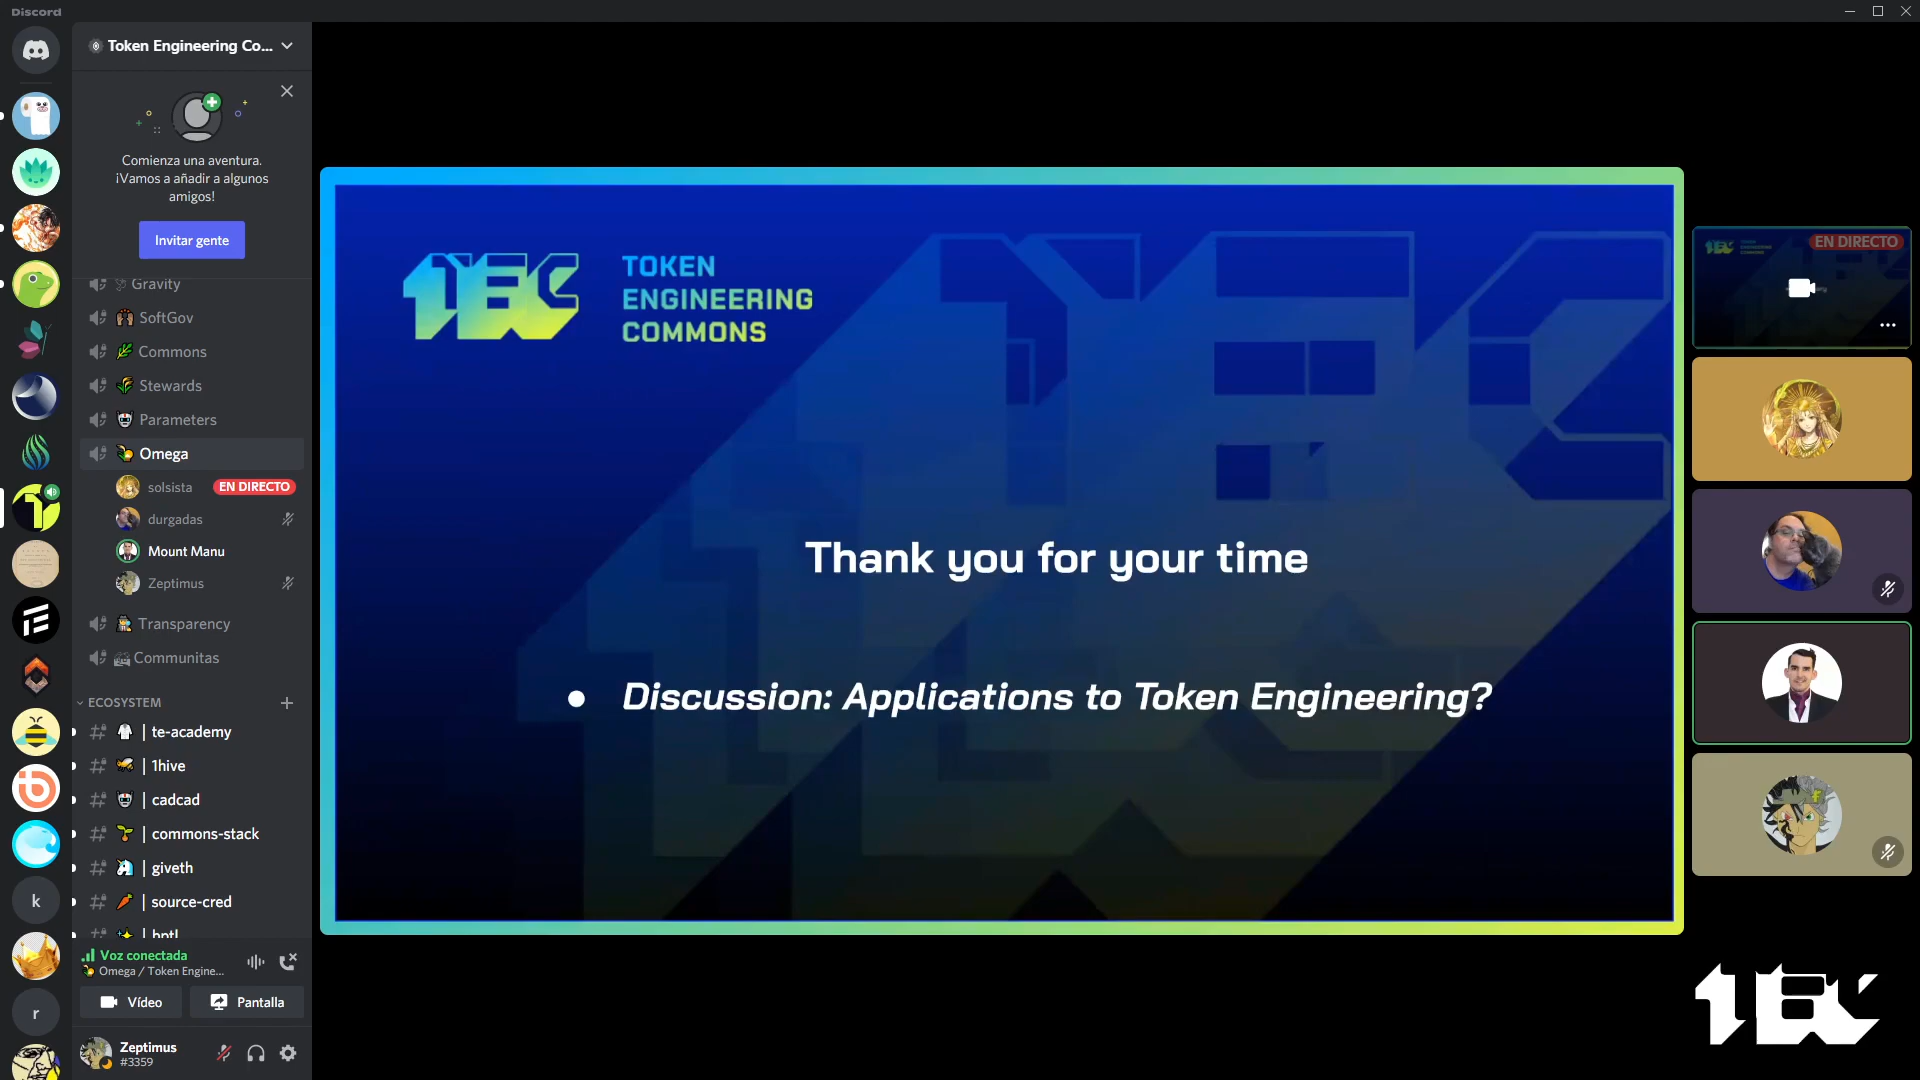 Discord
Token Engineering Co...
Comienza una aventura.
¡Vamos a añadir a algunos
amigos!
Invitar gente
Gravity
SoftGov
Commons
Stewards
Parameters
Omega
solsista EN DIRECTO
durgadas
Mount Manu
Zeptimus
Transparency
Communitas
ECOSYSTEM
| te-academy
| 1hive
| cadcad
| commons-stack
| giveth
| source-cred
Voz conectada
Omega / Token Engine...
Vídeo
Pantalla
Zeptimus
#3359
k
r
TEC
TOKEN
ENGINEERING
COMMONS
Thank you for your time
• Discussion: Applications to Token Engineering?
EN DIRECTO
TEC